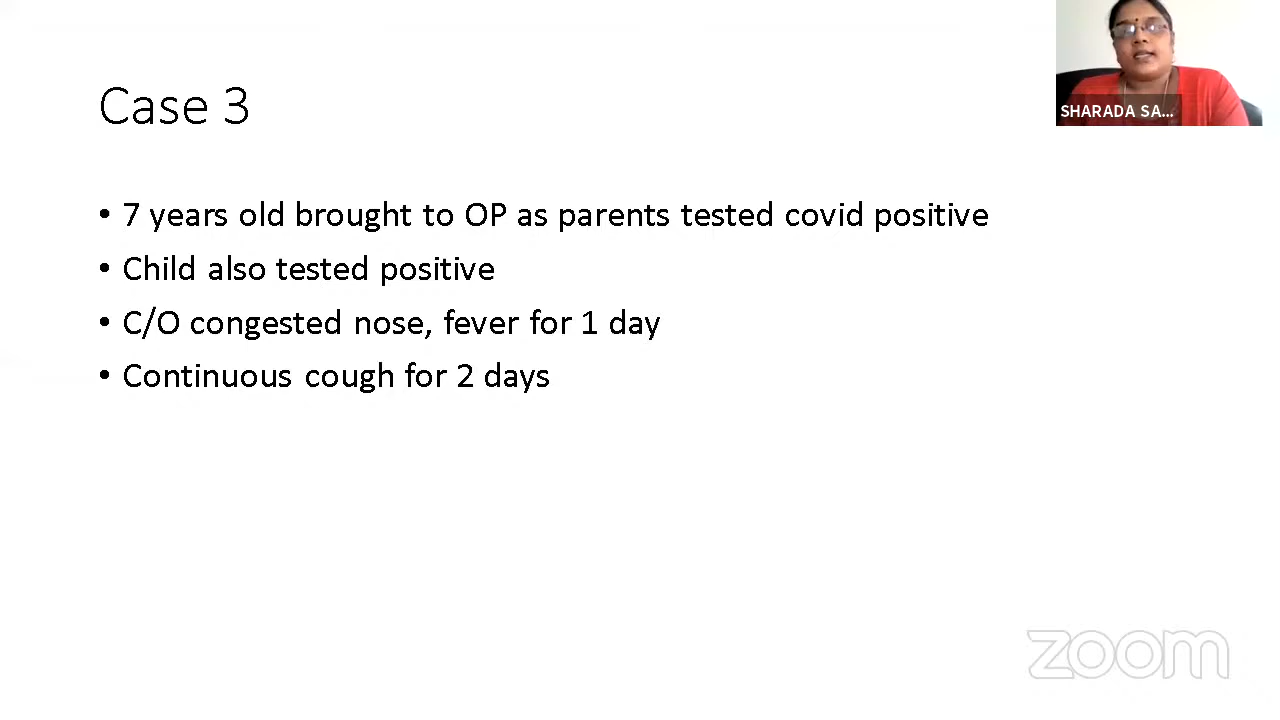 Case 3
SHARADA SA...
• 7 years old brought to OP as parents tested covid positive
• Child also tested positive
• C/O congested nose, fever for 1 day
• Continuous cough for 2 days
zoom